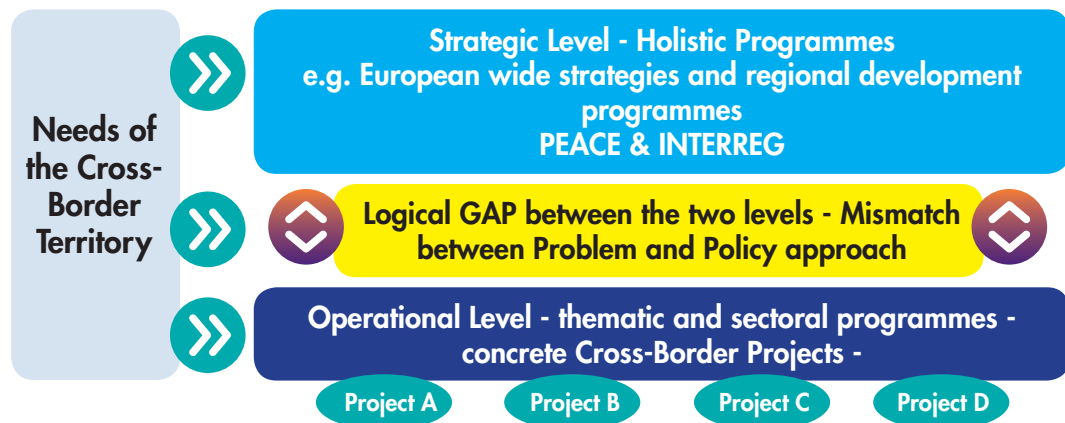 Needs of
the Cross-
Border
Territory
Strategic Level - Holistic Programmes
e.g. European wide strategies and regional development
programmes
PEACE & INTERREG
Logical GAP between the two levels - Mismatch
between Problem and Policy approach
Operational Level - thematic and sectoral programmes -
concrete Cross-Border Projects -
Project A
Project B
Project C
Project D